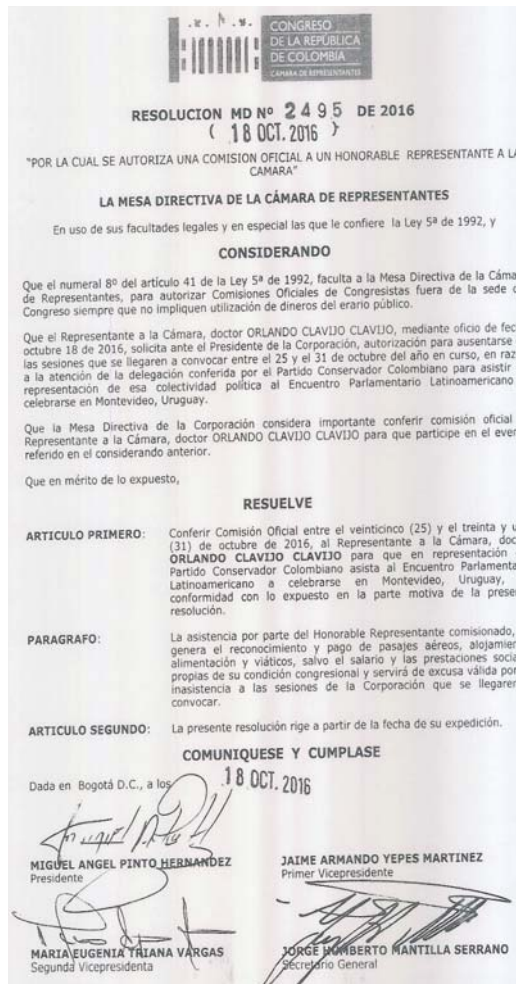 CONGRESO
DE LA REPÚBLICA
DE COLOMBIA
CÁMARA DE REPRESENTANTES
RESOLUCION MD Nº 2495 DE 2016
( 18 OCT. 2016 )
"POR LA CUAL SE AUTORIZA UNA COMISION OFICIAL A UN HONORABLE REPRESENTANTE A LA
CAMARA"
LA MESA DIRECTIVA DE LA CÁMARA DE REPRESENTANTES
En uso de sus facultades legales y en especial las que le confiere la Ley 5ª de 1992, y
CONSIDERANDO
Que el numeral 8º del artículo 41 de la Ley 5ª de 1992, faculta a la Mesa Directiva de la Cáma
de Representantes, para autorizar Comisiones Oficiales de Congresistas fuera de la sede
Congreso siempre que no impliquen utilización de dineros del erario público.
Que el Representante a la Cámara, doctor ORLANDO CLAVIJO CLAVIJO, mediante oficio de fec
octubre 18 de 2016, solicita ante el Presidente de la Corporación, autorización para ausentarse
las sesiones que se llegaren a convocar entre el 25 y el 31 de octubre del año en curso, en raz
a la atención de la delegación conferida por el Partido Conservador Colombiano para asistir
representación de esa colectividad política al Encuentro Parlamentario Latinoamericano
celebrarse en Montevideo, Uruguay.
Que la Mesa Directiva de la Corporación considera importante conferir comisión oficial
Representante a la Cámara, doctor ORLANDO CLAVIJO CLAVIJO para que participe en el even
referido en el considerando anterior.
Que en mérito de lo expuesto,
RESUELVE
ARTICULO PRIMERO: Conferir Comisión Oficial entre el veinticinco (25) y el treinta y u
(31) de octubre de 2016, al Representante a la Cámara, doc
ORLANDO CLAVIJO CLAVIJO para que en representación
Partido Conservador Colombiano asista al Encuentro Parlamenta
Latinoamericano a celebrarse en Montevideo, Uruguay,
conformidad con lo expuesto en la parte motiva de la prese
resolución.
PARAGRAFO: La asistencia por parte del Honorable Representante comisionado,
genera el reconocimiento y pago de pasajes aéreos, alojamien
alimentación y viáticos, salvo el salario y las prestaciones socia
propias de su condición congresional y servirá de excusa válida por
inasistencia a las sesiones de la Corporación que se llegaren
convocar.
ARTICULO SEGUNDO: La presente resolución rige a partir de la fecha de su expedición.
COMUNIQUESE Y CUMPLASE
Dada en Bogotá D.C., a los 18 OCT. 2016
MIGUEL ANGEL PINTO HERNANDEZ
Presidente
JAIME ARMANDO YEPES MARTINEZ
Primer Vicepresidente
MARIA EUGENIA TRIANA VARGAS
Segunda Vicepresidenta
JORGE HUMBERTO MANTILLA SERRANO
Secretario General